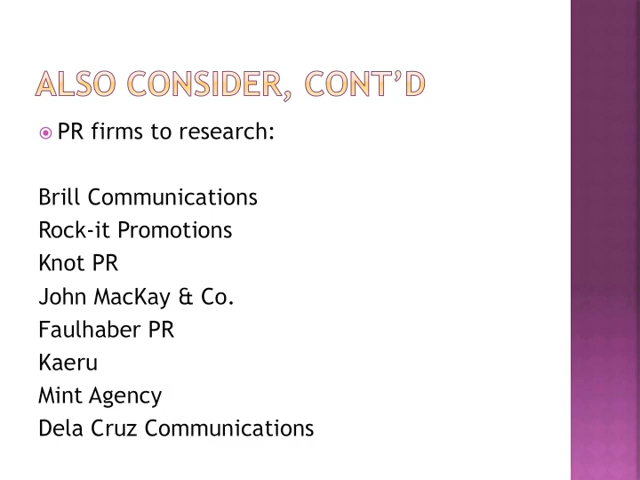 ALSO CONSIDER, CONT’D
PR firms to research:
Brill Communications
Rock-it Promotions
Knot PR
John MacKay & Co.
Faulhaber PR
Kaeru
Mint Agency
Dela Cruz Communications